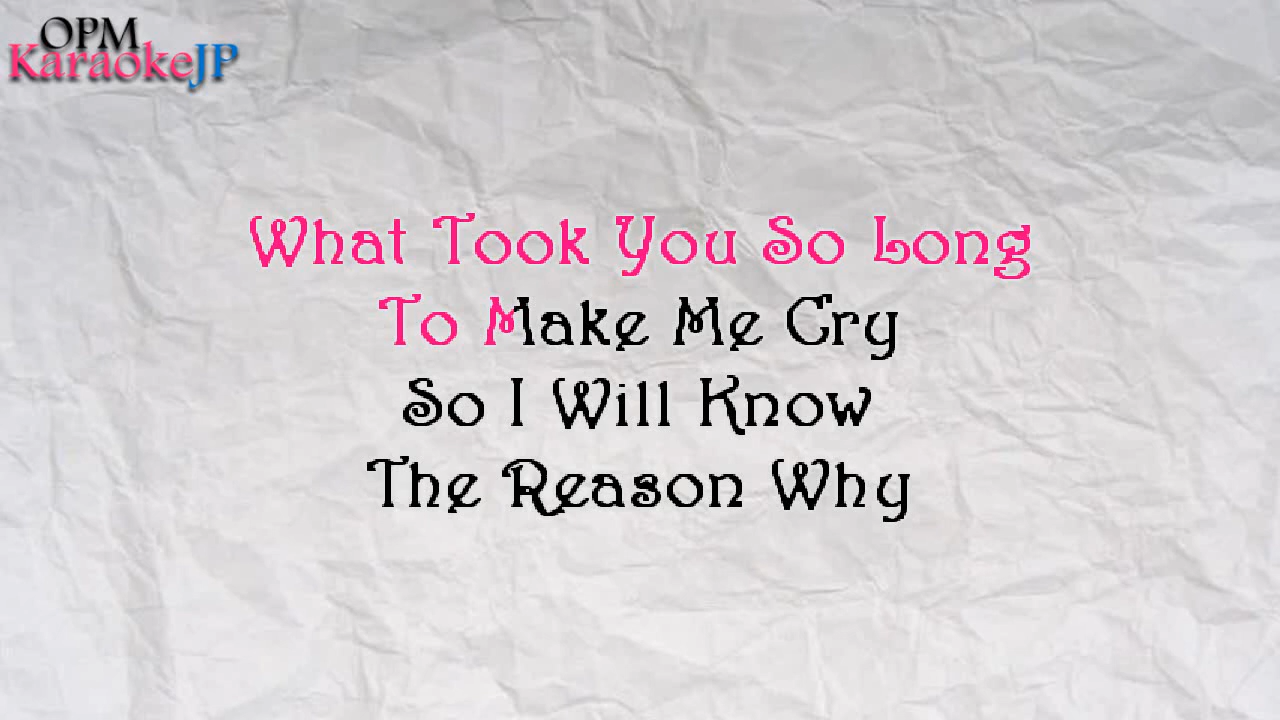 OPM
KaraokeJP
What Took You So Long
To Make Me Cry
So I Will Know
The Reason Why